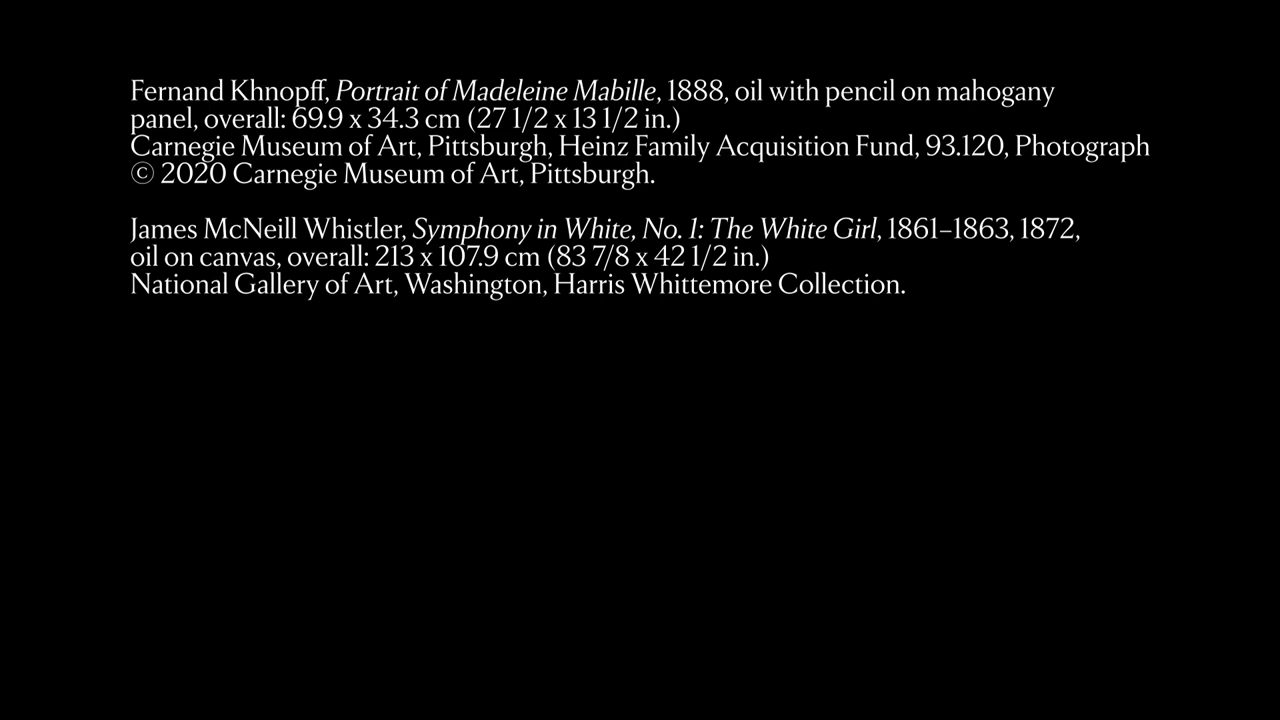 Fernand Khnopff, Portrait of Madeleine Mabille, 1888, oil with pencil on mahogany
panel, overall: 69.9 x 34.3 cm (27 1/2 x 13 1/2 in.)
Carnegie Museum of Art, Pittsburgh, Heinz Family Acquisition Fund, 93.120, Photograph
© 2020 Carnegie Museum of Art, Pittsburgh.
James McNeill Whistler, Symphony in White, No. 1: The White Girl, 1861–1863, 1872,
oil on canvas, overall: 213 x 107.9 cm (83 7/8 x 42 1/2 in.)
National Gallery of Art, Washington, Harris Whittemore Collection.